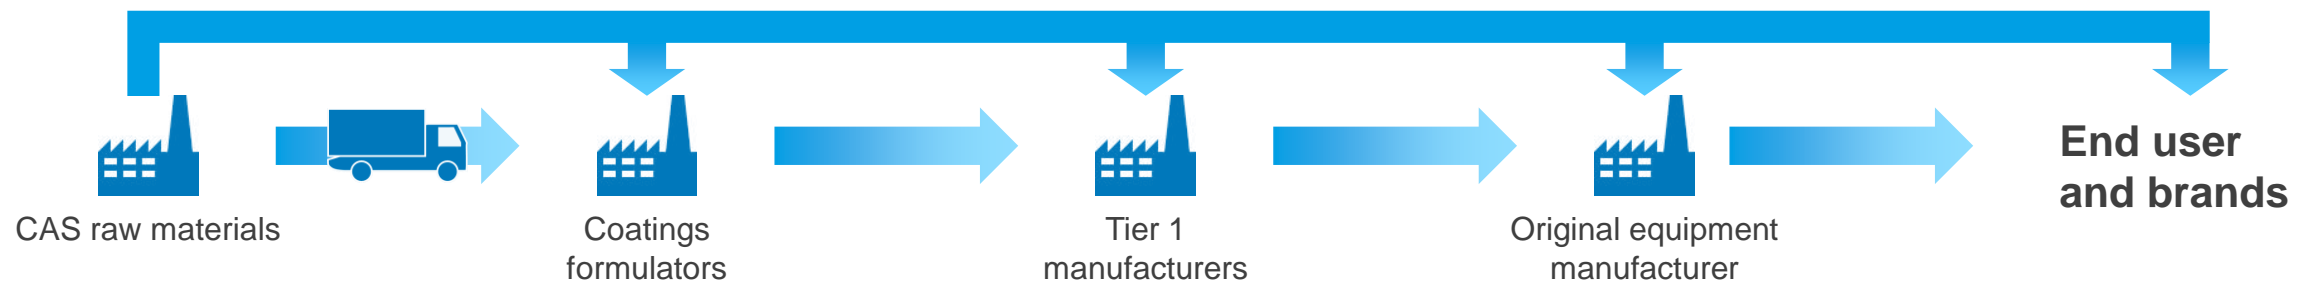 CAS raw materials
Coatings
formulators
Tier 1
manufacturers
Original equipment
manufacturer
End user
and brands